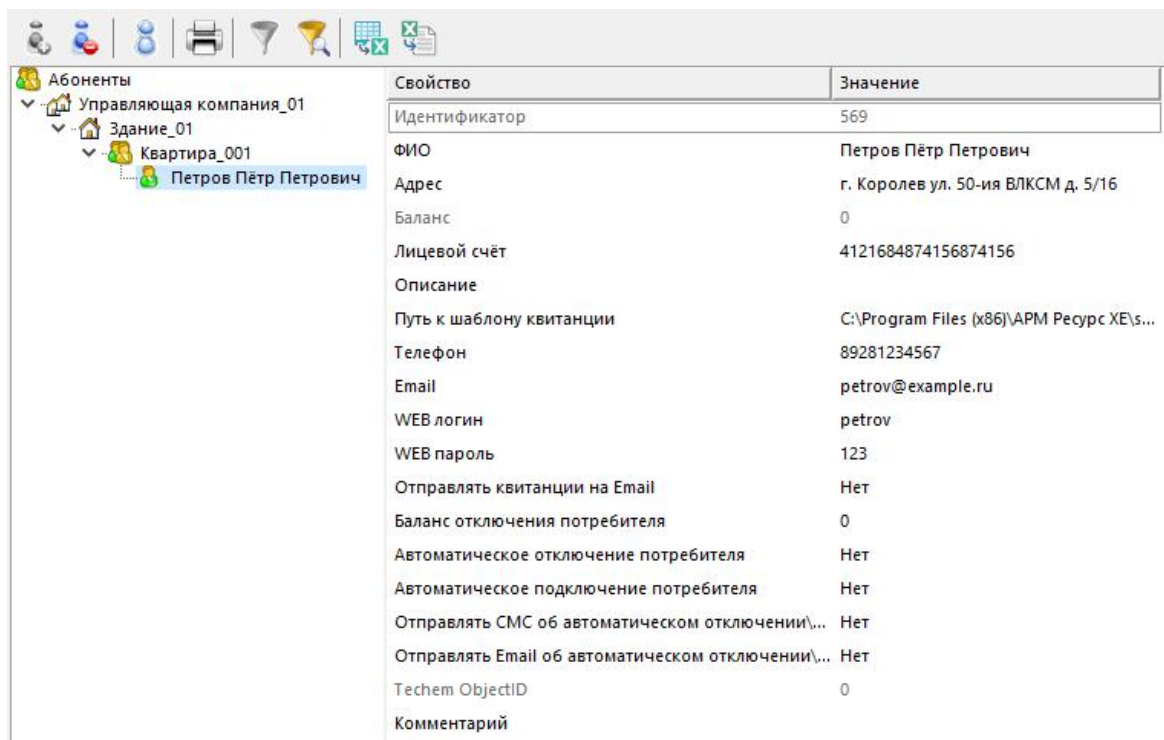 Абоненты
Управляющая компания_01
Здание_01
Квартира_001
Петров Пётр Петрович
Свойство Значение
Идентификатор 569
ФИО Петров Пётр Петрович
Адрес г. Королев ул. 50-ия ВЛКСМ д. 5/16
Баланс 0
Лицевой счёт 4121684874156874156
Описание
Путь к шаблону квитанции C:\Program Files (x86)\АРМ Ресурс XE\s...
Телефон 89281234567
Email petrov@example.ru
WEB логин petrov
WEB пароль 123
Отправлять квитанции на Email Нет
Баланс отключения потребителя 0
Автоматическое отключение потребителя Нет
Автоматическое подключение потребителя Нет
Отправлять СМС об автоматическом отключении\... Нет
Отправлять Email об автоматическом отключении\... Нет
Techem ObjectID 0
Комментарий